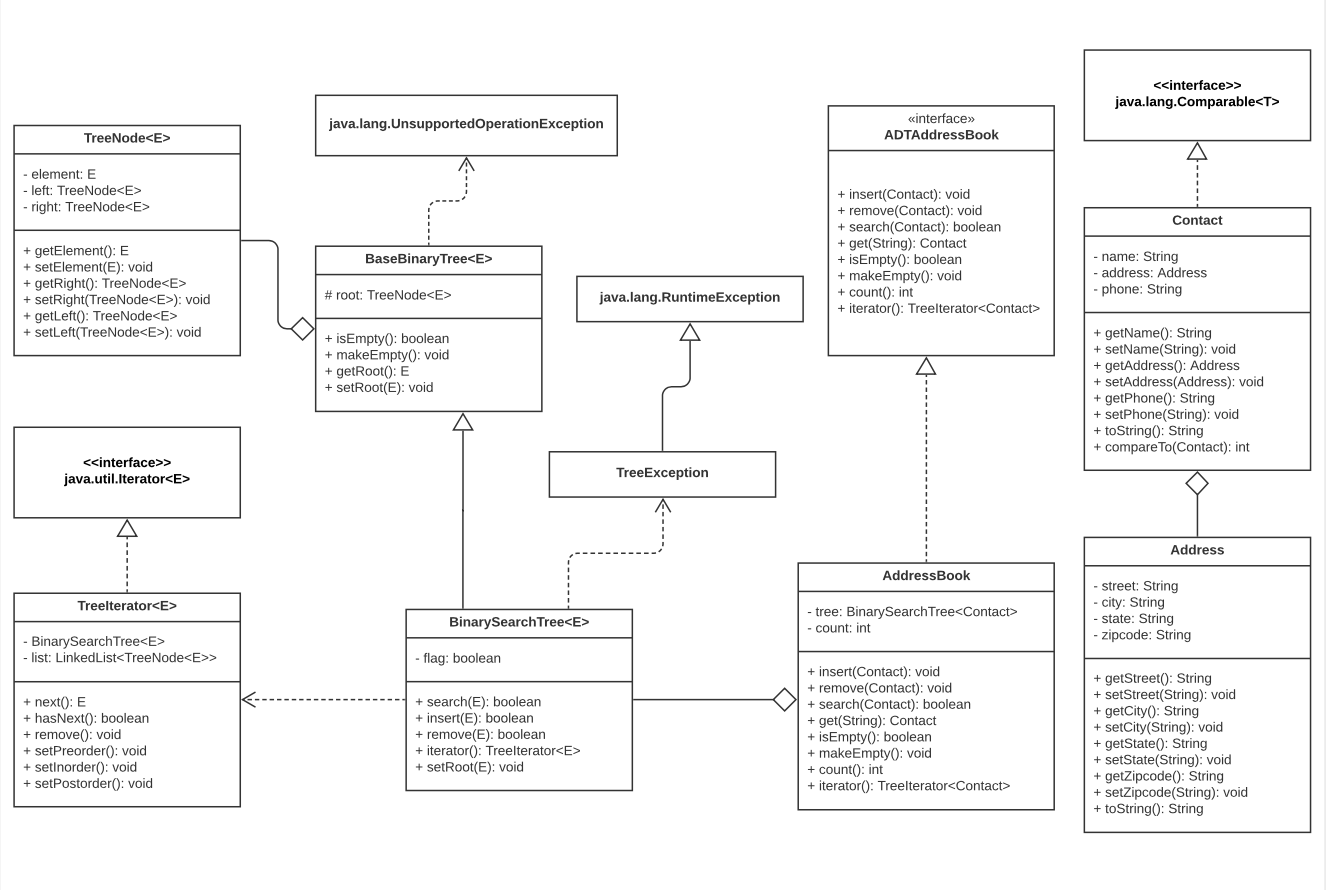 TreeNode<E>
- element: E
- left: TreeNode<E>
- right: TreeNode<E>
+ getElement(): E
+ setElement(E): void
+ getRight(): TreeNode<E>
+ setRight(TreeNode<E>): void
+ getLeft(): TreeNode<E>
+ setLeft(TreeNode<E>): void
<<interface>>
java.util.Iterator<E>
TreeIterator<E>
- BinarySearchTree<E>
- list: LinkedList<TreeNode<E>>
+ next(): E
+ hasNext(): boolean
+ remove(): void
+ setPreorder(): void
+ setInorder(): void
+ setPostorder(): void
java.lang.UnsupportedOperationException
BaseBinaryTree<E>
# root: TreeNode<E>
+ isEmpty(): boolean
+ makeEmpty(): void
+ getRoot(): E
+ setRoot(E): void
java.lang.RuntimeException
TreeException
BinarySearchTree<E>
- flag: boolean
+ search(E): boolean
+ insert(E): boolean
+ remove(E): boolean
+ iterator(): TreeIterator<E>
+ setRoot(E): void
«interface»
ADTAddressBook
+ insert(Contact): void
+ remove(Contact): void
+ search(Contact): boolean
+ get(String): Contact
+ isEmpty(): boolean
+ makeEmpty(): void
+ count(): int
+ iterator(): TreeIterator<Contact>
AddressBook
- tree: BinarySearchTree<Contact>
- count: int
+ insert(Contact): void
+ remove(Contact): void
+ search(Contact): boolean
+ get(String): Contact
+ isEmpty(): boolean
+ makeEmpty(): void
+ count(): int
+ iterator(): TreeIterator<Contact>
<<interface>>
java.lang.Comparable<T>
Contact
- name: String
- address: Address
- phone: String
+ getName(): String
+ setName(String): void
+ getAddress(): Address
+ setAddress(Address): void
+ getPhone(): String
+ setPhone(String): void
+ toString(): String
+ compareTo(Contact): int
Address
- street: String
- city: String
- state: String
- zipcode: String
+ getStreet(): String
+ setStreet(String): void
+ getCity(): String
+ setCity(String): void
+ getState(): String
+ setState(String): void
+ getZipcode(): String
+ setZipcode(String): void
+ toString(): String